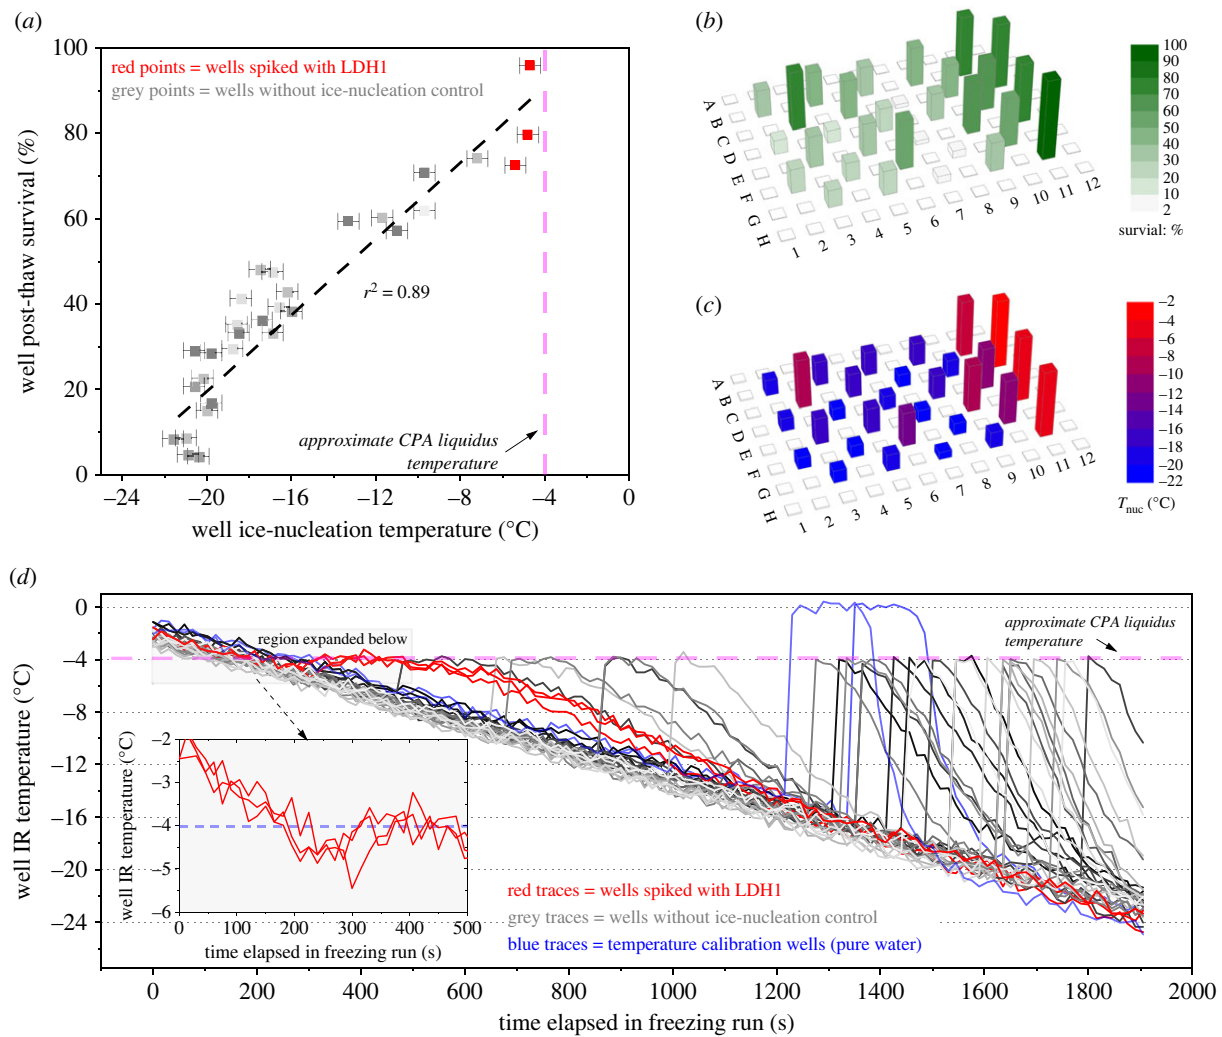 (a)
100
80
60
40
20
0
well post-thaw survival (%)
red points = wells spiked with LDH1
grey points = wells without ice-nucleation control
r² = 0.89
approximate CPA liquidus
temperature
–24
–20
–16
–12
–8
–4
0
well ice-nucleation temperature (°C)
(b)
A
B
C
D
E
F
G
H
1
2
3
4
5
6
7
8
9
10
11
12
100
90
80
70
60
50
40
30
20
10
2
survial: %
(c)
A
B
C
D
E
F
G
H
1
2
3
4
5
6
7
8
9
10
11
12
–2
–4
–6
–8
–10
–12
–14
–16
–18
–20
–22
Tnuc (°C)
(d)
0
–4
–8
–12
–16
–20
–24
well IR temperature (°C)
region expanded below
approximate CPA liquidus
temperature
–2
–3
–4
–5
–6
well IR temperature (°C)
0
100
200
300
400
500
time elapsed in freezing run (s)
red traces = wells spiked with LDH1
grey traces = wells without ice-nucleation control
blue traces = temperature calibration wells (pure water)
0
200
400
600
800
1000
1200
1400
1600
1800
2000
time elapsed in freezing run (s)